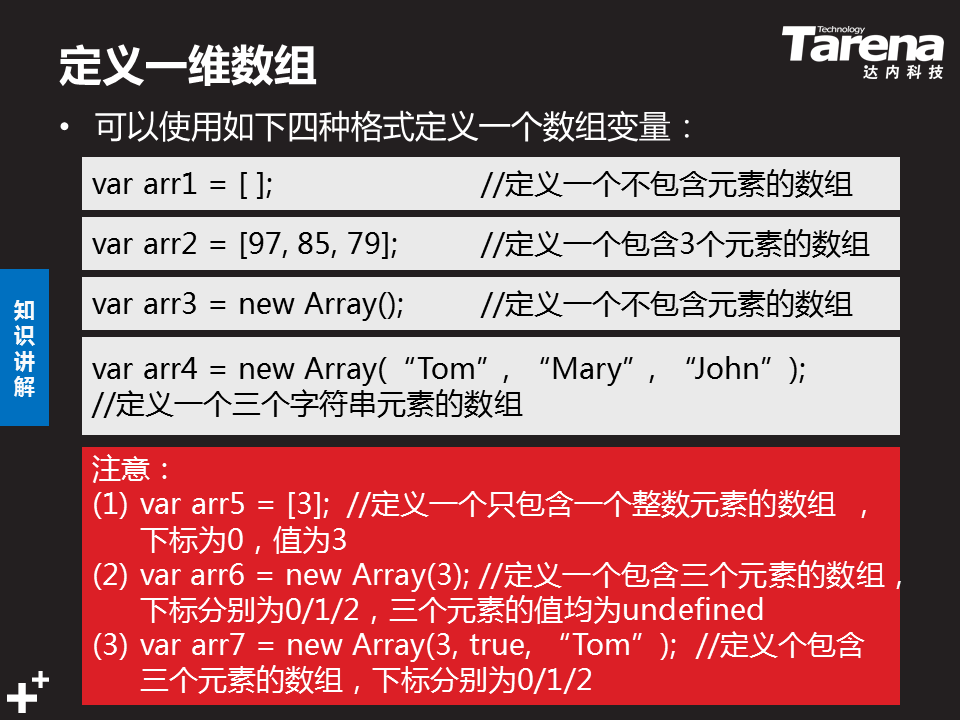 定义一维数组
Technology
Tarena
达内科技
• 可以使用如下四种格式定义一个数组变量：
var arr1 = [ ]; //定义一个不包含元素的数组
var arr2 = [97, 85, 79]; //定义一个包含3个元素的数组
var arr3 = new Array(); //定义一个不包含元素的数组
var arr4 = new Array(“Tom”, “Mary”, “John”);
//定义一个三个字符串元素的数组
知识讲解
注意：
(1) var arr5 = [3]; //定义一个只包含一个整数元素的数组 ，
下标为0，值为3
(2) var arr6 = new Array(3); //定义一个包含三个元素的数组，
下标分别为0/1/2，三个元素的值均为undefined
(3) var arr7 = new Array(3, true, “Tom”); //定义个包含
三个元素的数组，下标分别为0/1/2